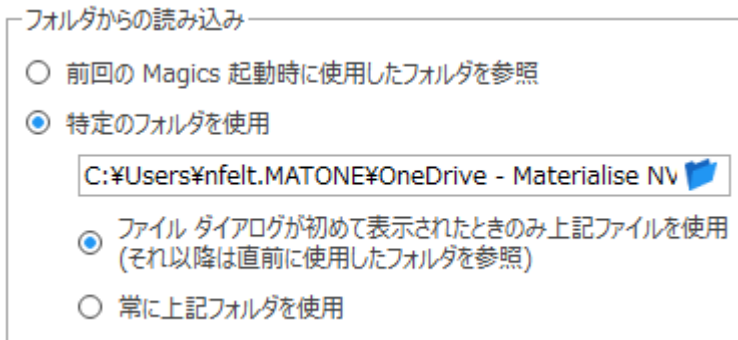 フォルダからの読み込み
前回の Magics 起動時に使用したフォルダを参照
特定のフォルダを使用
C:¥Users¥nfelt.MATONE¥OneDrive - Materialise NV
ファイル ダイアログが初めて表示されたときのみ上記ファイルを使用
(それ以降は直前に使用したフォルダを参照)
常に上記フォルダを使用